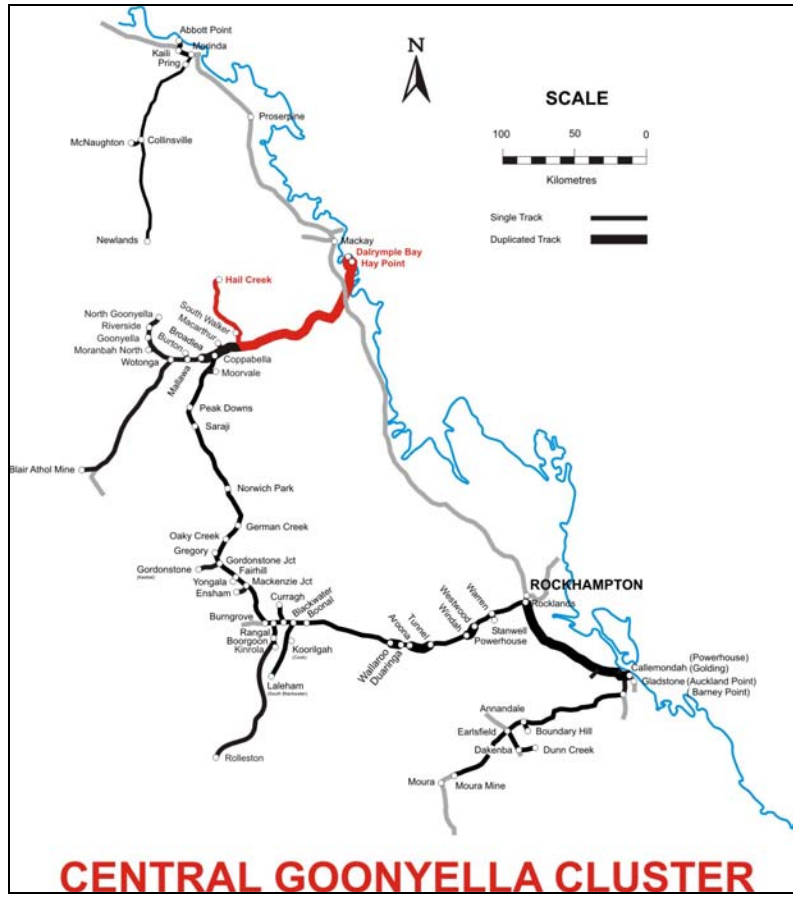 Abbott Point
N
Kaili
Merinda
Pring
SCALE
100
50
0
Kilometres
Proserpine
McNaughton
Collinsville
Single Track
Duplicated Track
Newlands
Mackay
Dalrymple Bay
Hay Point
Hail Creek
North Goonyella
Riverside
Goonyella
Moranbah North
Wotonga
South Walker
Macarthur
Broadlea
Burton
Mallawa
Coppabella
Moorvale
Peak Downs
Saraji
Blair Athol Mine
Norwich Park
German Creek
Oaky Creek
Gregory
Gordonstone Jct
Gordonstone
Fairhill
Yongala
Mackenzie Jct
Ensham
Curragh
Blackwater
Boonal
Burngrove
Rangal
Boorgoon
Kinrola
Koorilgah
(Cook)
Laleham
(South Blackwater)
Rolleston
Wallaroo
Duaringa
Aroona
Tunnel
Windah
Westwood
Warren
Stanwell
Powerhouse
ROCKHAMPTON
Rocklands
Callemondah
(Powerhouse)
(Golding)
Gladstone
(Auckland Point)
(Barney Point)
Annandale
Earlsfield
Boundary Hill
Dakenba
Dunn Creek
Moura
Moura Mine
CENTRAL GOONYELLA CLUSTER